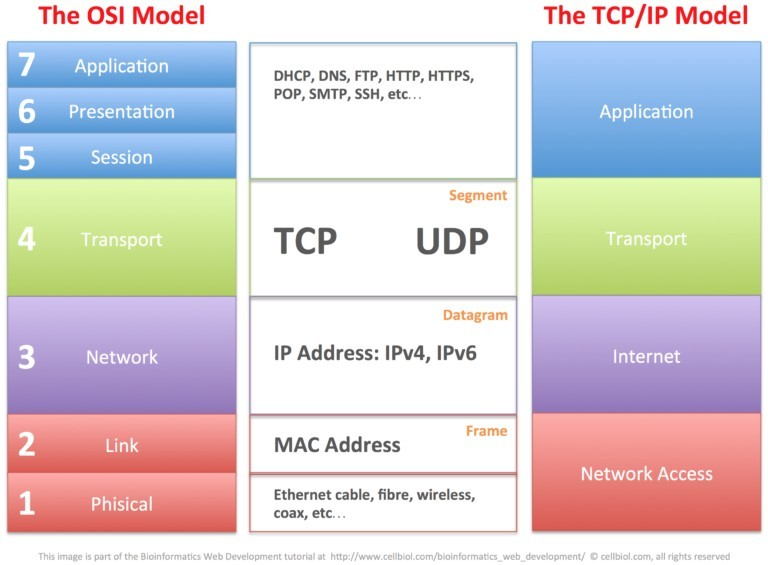 The OSI Model
The TCP/IP Model
7 Application
6 Presentation
5 Session
4 Transport
3 Network
2 Link
1 Phisical
DHCP, DNS, FTP, HTTP, HTTPS,
POP, SMTP, SSH, etc...
Segment
TCP UDP
Datagram
IP Address: IPv4, IPv6
Frame
MAC Address
Ethernet cable, fibre, wireless,
coax, etc...
Application
Transport
Internet
Network Access
This image is part of the Bioinformatics Web Development tutorial at http://www.cellbiol.com/bioinformatics_web_development/ © cellbiol.com, all rights reserved